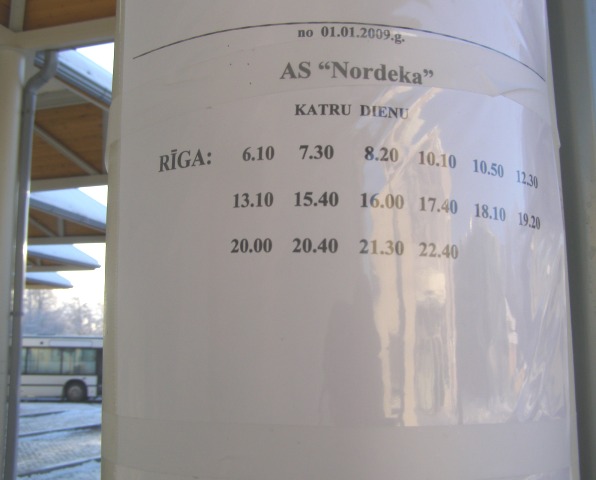 no 01.01.2009.g.
AS “Nordeka”
KATRU DIENU
RĪGA: 6.10 7.30 8.20 10.10 10.50 12.30
13.10 15.40 16.00 17.40 18.10 19.20
20.00 20.40 21.30 22.40